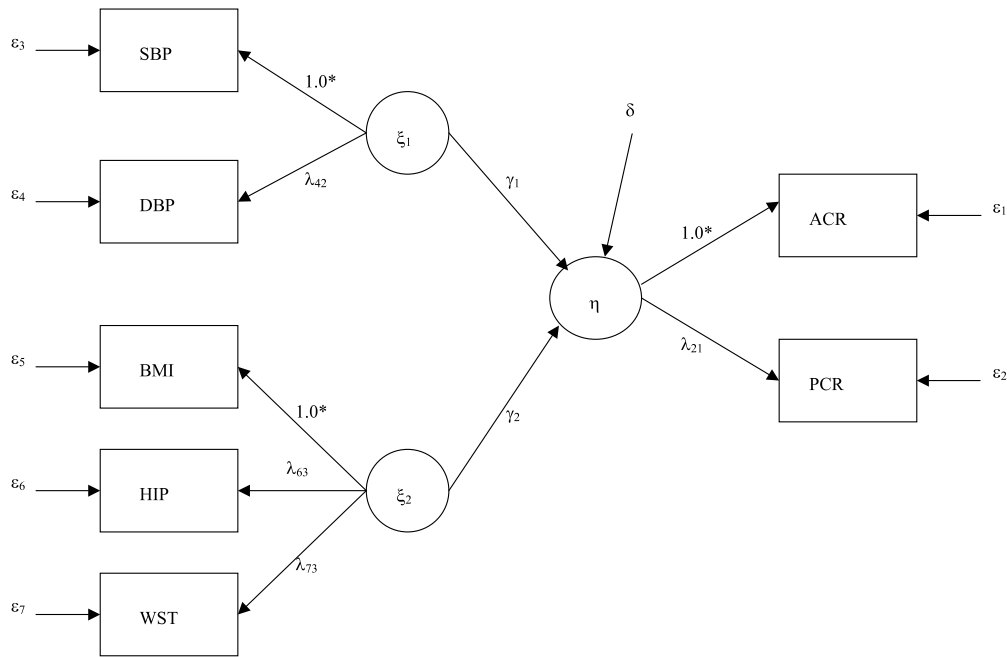 ε₃
SBP
1.0*
ξ₁
δ
ε₄
DBP
λ₄₂
γ₁
ACR
ε₁
1.0*
η
λ₂₁
PCR
ε₂
ε₅
BMI
1.0*
γ₂
ε₆
HIP
λ₆₃
ξ₂
λ₇₃
ε₇
WST